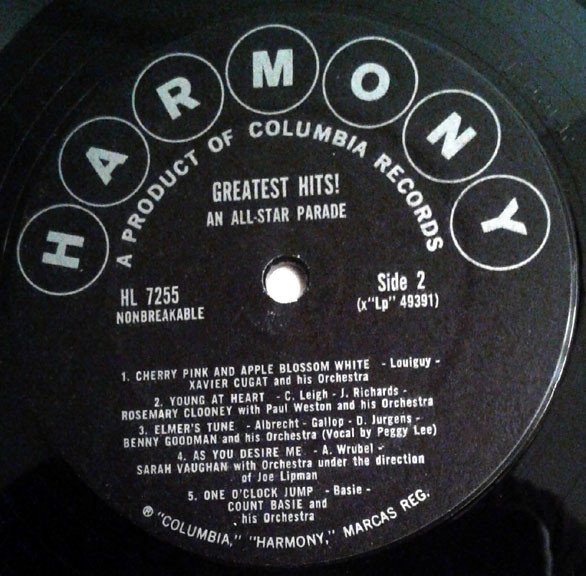 HARMONY
A PRODUCT OF COLUMBIA RECORDS
GREATEST HITS!
AN ALL-STAR PARADE
HL 7255
NONBREAKABLE
Side 2
(x"Lp" 49391)
1. CHERRY PINK AND APPLE BLOSSOM WHITE - Louiguy -
XAVIER CUGAT and his Orchestra
2. YOUNG AT HEART - C. Leigh - J. Richards -
ROSEMARY CLOONEY with Paul Weston and his Orchestra
3. ELMER'S TUNE - Albrecht - Gallop - D. Jurgens -
BENNY GOODMAN and his Orchestra (Vocal by Peggy Lee)
4. AS YOU DESIRE ME - A. Wrubel -
SARAH VAUGHAN with Orchestra under the direction
of Joe Lipman
5. ONE O'CLOCK JUMP - Basie -
COUNT BASIE and
his Orchestra
® "COLUMBIA," "HARMONY," MARCAS REG.